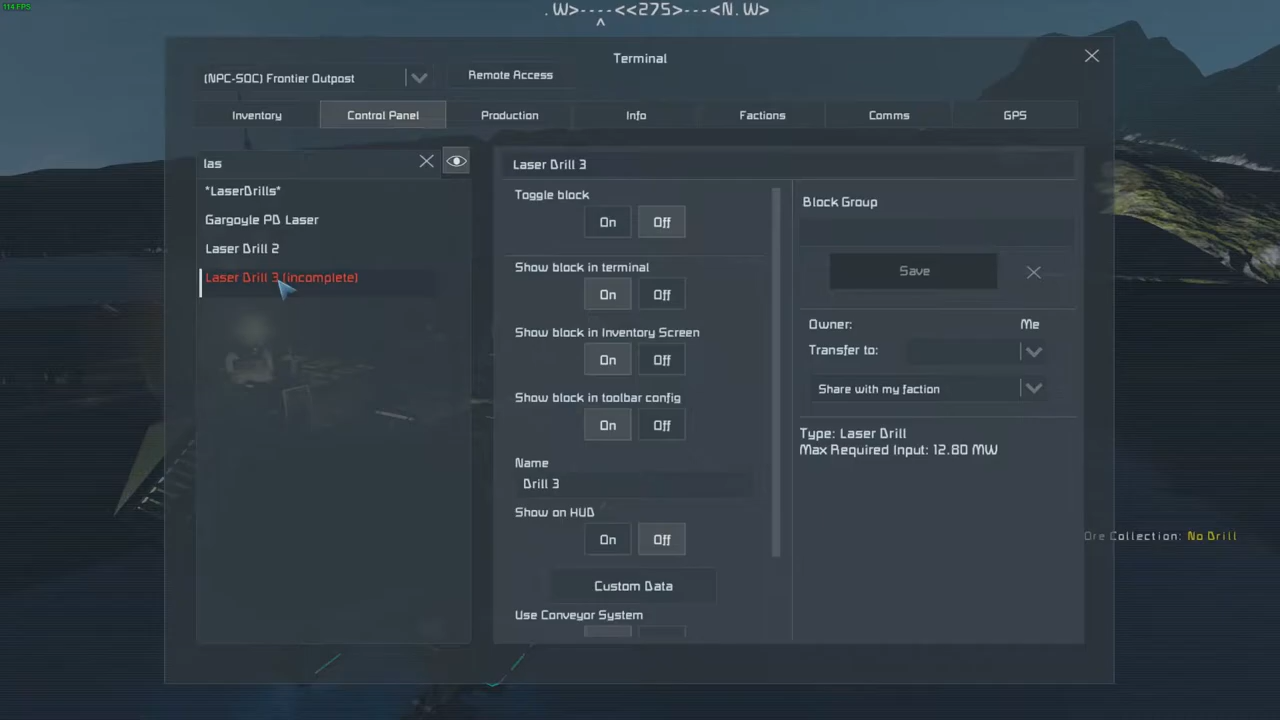 114 FPS
.W>----<<275>---<N.W>
^
Terminal
(NPC-SOC) Frontier Outpost
Remote Access
Inventory
Control Panel
Production
Info
Factions
Comms
GPS
las
*LaserDrills*
Gargoyle PD Laser
Laser Drill 2
Laser Drill 3 (Incomplete)
Laser Drill 3
Toggle block
On Off
Show block in terminal
On Off
Show block in Inventory Screen
On Off
Show block in toolbar config
On Off
Name
Drill 3
Show on HUD
On Off
Custom Data
Use Conveyor System
Block Group
Save
Owner: Me
Transfer to:
Share with my faction
Type: Laser Drill
Max Required Input: 12.80 MW
Ore Collection: No Drill